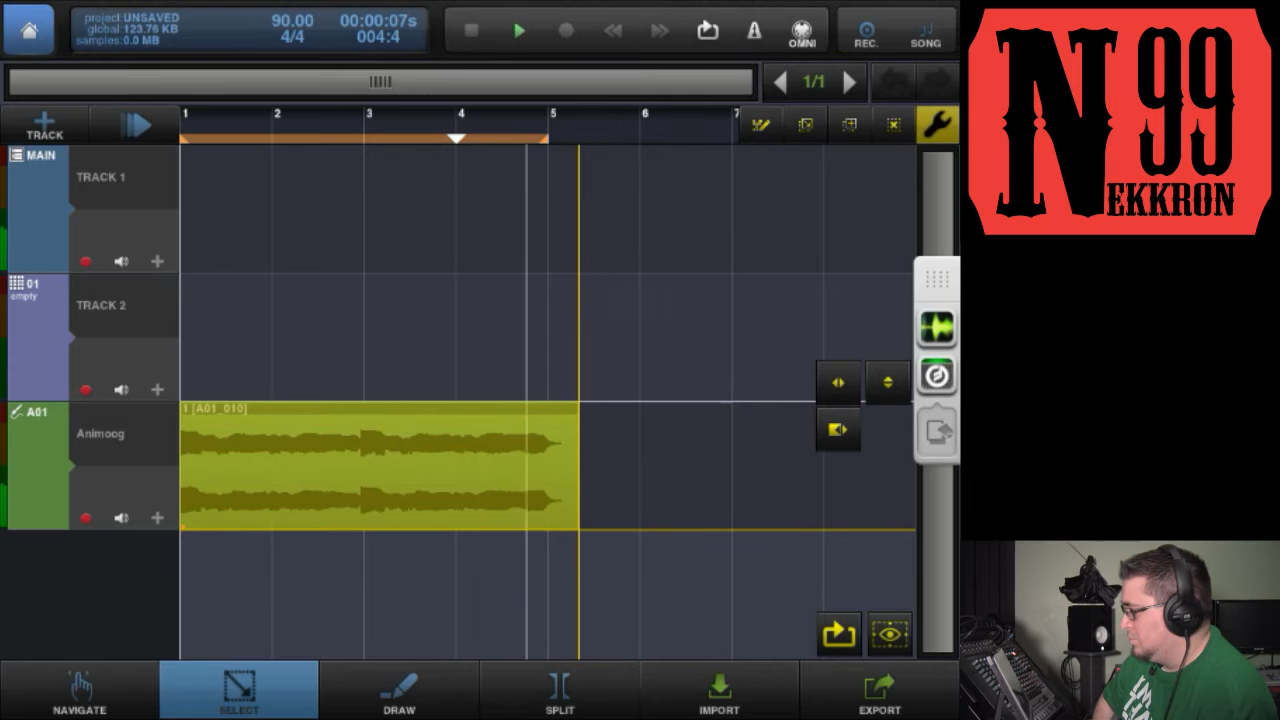 project:UNSAVED
global:123.76 KB
samples:0.0 MB
90.00
4/4
00:00:07s
004:4
OMNI
REC.
SONG
1/1
TRACK
1 2 3 4 5 6 7
MAIN
TRACK 1
01
empty
TRACK 2
A01
Animoog
1 [A01_010]
NAVIGATE
SELECT
DRAW
SPLIT
IMPORT
EXPORT
N 99
NEKKRON